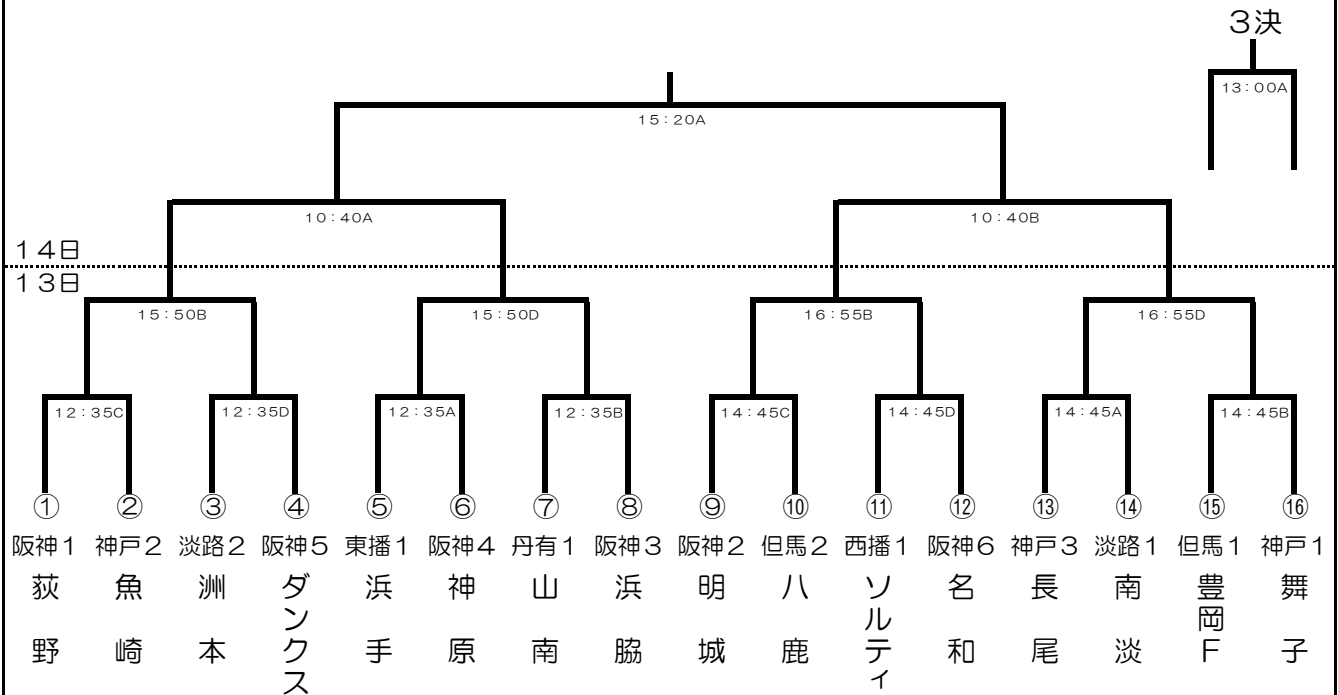 3決
13:00A
15:20A
10:40A
10:40B
14日
13日
15:50B
15:50D
16:55B
16:55D
12:35C
12:35D
12:35A
12:35B
14:45C
14:45D
14:45A
14:45B
① ② ③ ④ ⑤ ⑥ ⑦ ⑧ ⑨ ⑩ ⑪ ⑫ ⑬ ⑭ ⑮ ⑯
阪神1 神戸2 淡路2 阪神5 東播1 阪神4 丹有1 阪神3 阪神2 但馬2 西播1 阪神6 神戸3 淡路1 但馬1 神戸1
荻野
魚崎
洲本
ダンクス
浜手
神原
山南
浜脇
明城
八鹿
ソルティ
名和
長尾
南淡
豊岡F
舞子